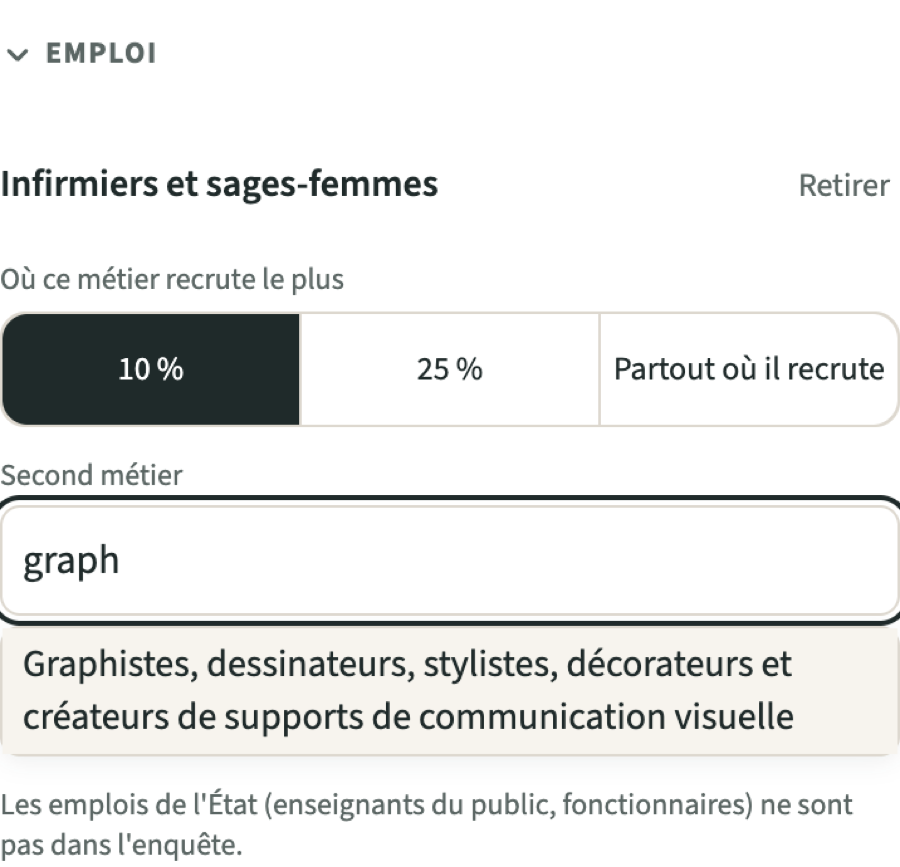 EMPLOI
Infirmiers et sages-femmes
Retirer
Où ce métier recrute le plus
10 %
25 %
Partout où il recrute
Second métier
graph
Graphistes, dessinateurs, stylistes, décorateurs et
créateurs de supports de communication visuelle
Les emplois de l'État (enseignants du public, fonctionnaires) ne sont
pas dans l'enquête.